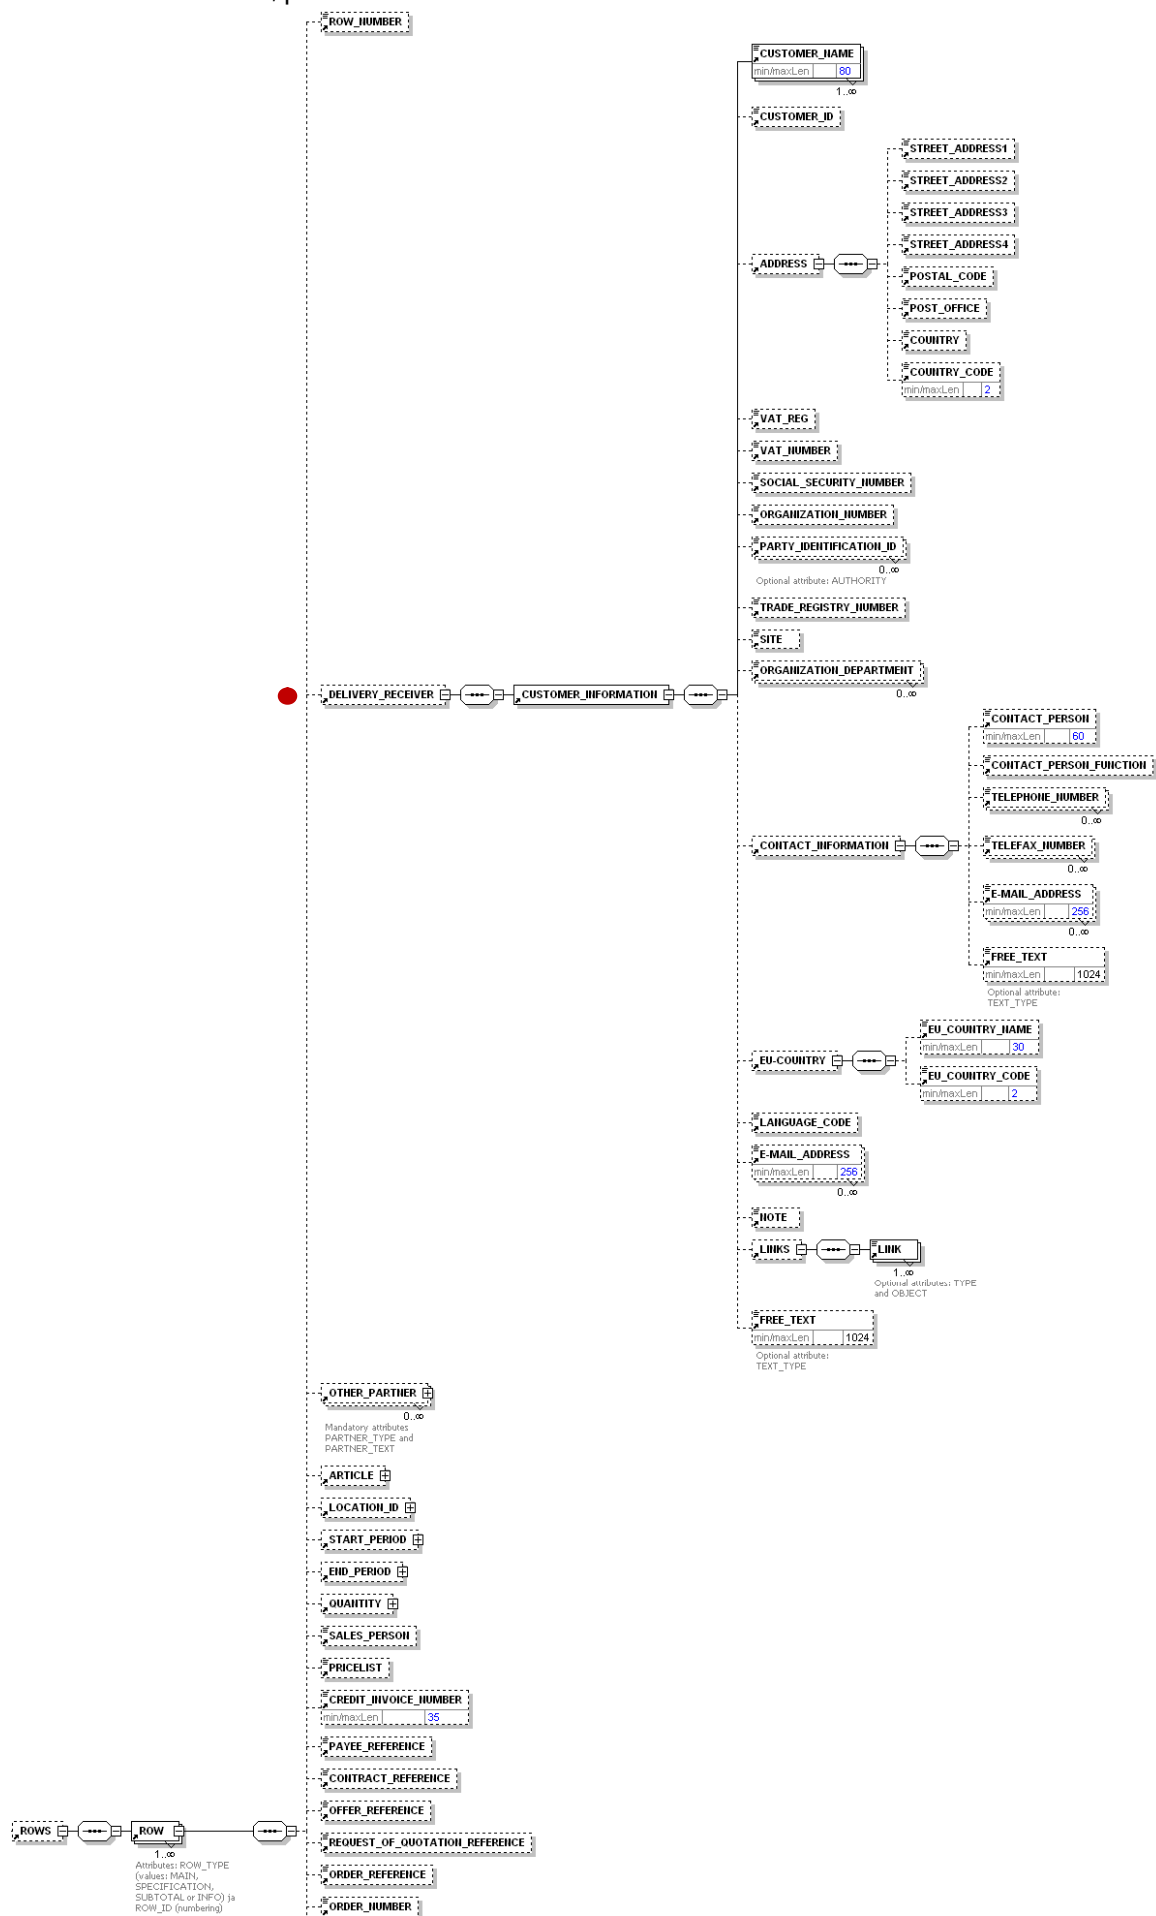 ROW_NUMBER
CUSTOMER_NAME
min/maxLen 80
1..∞
CUSTOMER_ID
STREET_ADDRESS1
STREET_ADDRESS2
STREET_ADDRESS3
STREET_ADDRESS4
ADDRESS
POSTAL_CODE
POST_OFFICE
COUNTRY
COUNTRY_CODE
min/maxLen 2
VAT_REG
VAT_NUMBER
SOCIAL_SECURITY_NUMBER
ORGANIZATION_NUMBER
PARTY_IDENTIFICATION_ID
0..∞
Optional attribute: AUTHORITY
TRADE_REGISTRY_NUMBER
SITE
ORGANIZATION_DEPARTMENT
0..∞
DELIVERY_RECEIVER
CUSTOMER_INFORMATION
CONTACT_PERSON
min/maxLen 60
CONTACT_PERSON_FUNCTION
TELEPHONE_NUMBER
0..∞
CONTACT_INFORMATION
TELEFAX_NUMBER
0..∞
E-MAIL_ADDRESS
min/maxLen 256
0..∞
FREE_TEXT
min/maxLen 1024
Optional attribute:
TEXT_TYPE
EU_COUNTRY_NAME
min/maxLen 30
EU-COUNTRY
EU_COUNTRY_CODE
min/maxLen 2
LANGUAGE_CODE
E-MAIL_ADDRESS
min/maxLen 256
0..∞
NOTE
LINKS
LINK
1..∞
Optional attributes: TYPE
and OBJECT
FREE_TEXT
min/maxLen 1024
Optional attribute:
TEXT_TYPE
OTHER_PARTNER
0..∞
Mandatory attributes
PARTNER_TYPE and
PARTNER_TEXT
ARTICLE
LOCATION_ID
START_PERIOD
END_PERIOD
QUANTITY
SALES_PERSON
PRICELIST
CREDIT_INVOICE_NUMBER
min/maxLen 35
PAYEE_REFERENCE
CONTRACT_REFERENCE
OFFER_REFERENCE
ROWS
ROW
1..∞
Attributes: ROW_TYPE
(values: MAIN,
SPECIFICATION,
SUBTOTAL or INFO) ja
ROW_ID (numbering)
REQUEST_OF_QUOTATION_REFERENCE
ORDER_REFERENCE
ORDER_NUMBER